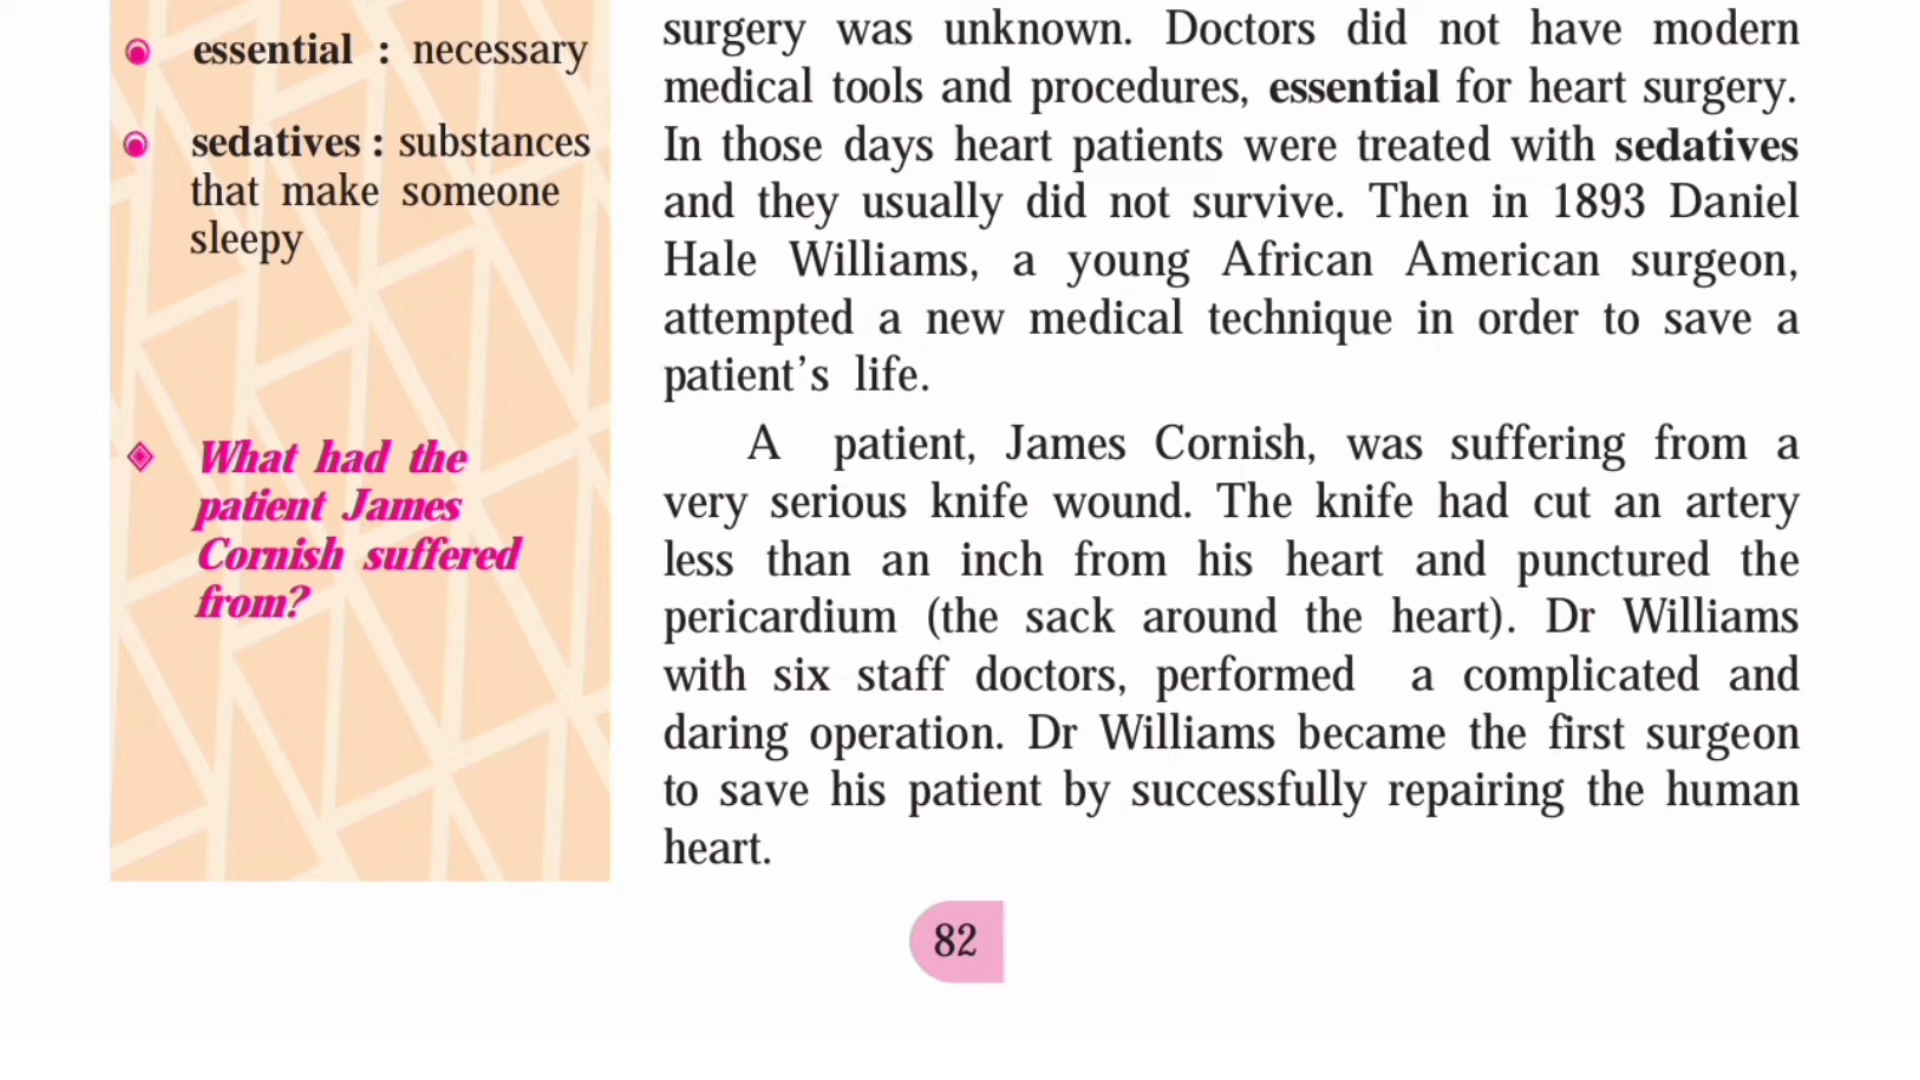 essential : necessary
sedatives : substances
that make someone
sleepy
What had the
patient James
Cornish suffered
from?
surgery was unknown. Doctors did not have modern
medical tools and procedures, essential for heart surgery.
In those days heart patients were treated with sedatives
and they usually did not survive. Then in 1893 Daniel
Hale Williams, a young African American surgeon,
attempted a new medical technique in order to save a
patient’s life.
A patient, James Cornish, was suffering from a
very serious knife wound. The knife had cut an artery
less than an inch from his heart and punctured the
pericardium (the sack around the heart). Dr Williams
with six staff doctors, performed a complicated and
daring operation. Dr Williams became the first surgeon
to save his patient by successfully repairing the human
heart.
82